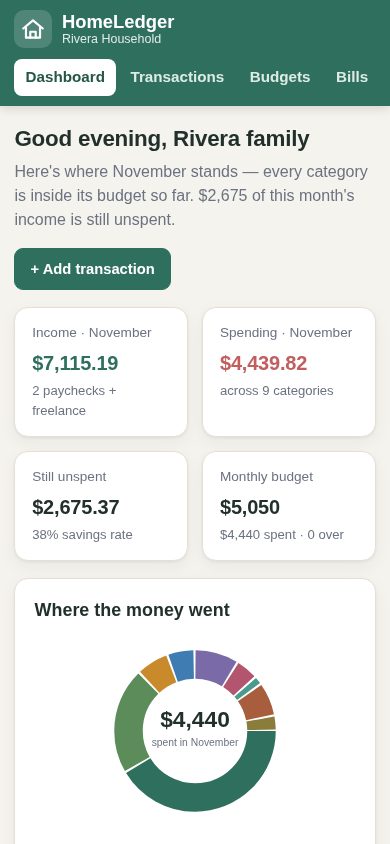 HomeLedger
Rivera Household
Dashboard Transactions Budgets Bills
Good evening, Rivera family
Here's where November stands — every category
is inside its budget so far. $2,675 of this month's
income is still unspent.
+ Add transaction
Income · November
$7,115.19
2 paychecks +
freelance
Spending · November
$4,439.82
across 9 categories
Still unspent
$2,675.37
38% savings rate
Monthly budget
$5,050
$4,440 spent · 0 over
Where the money went
$4,440
spent in November